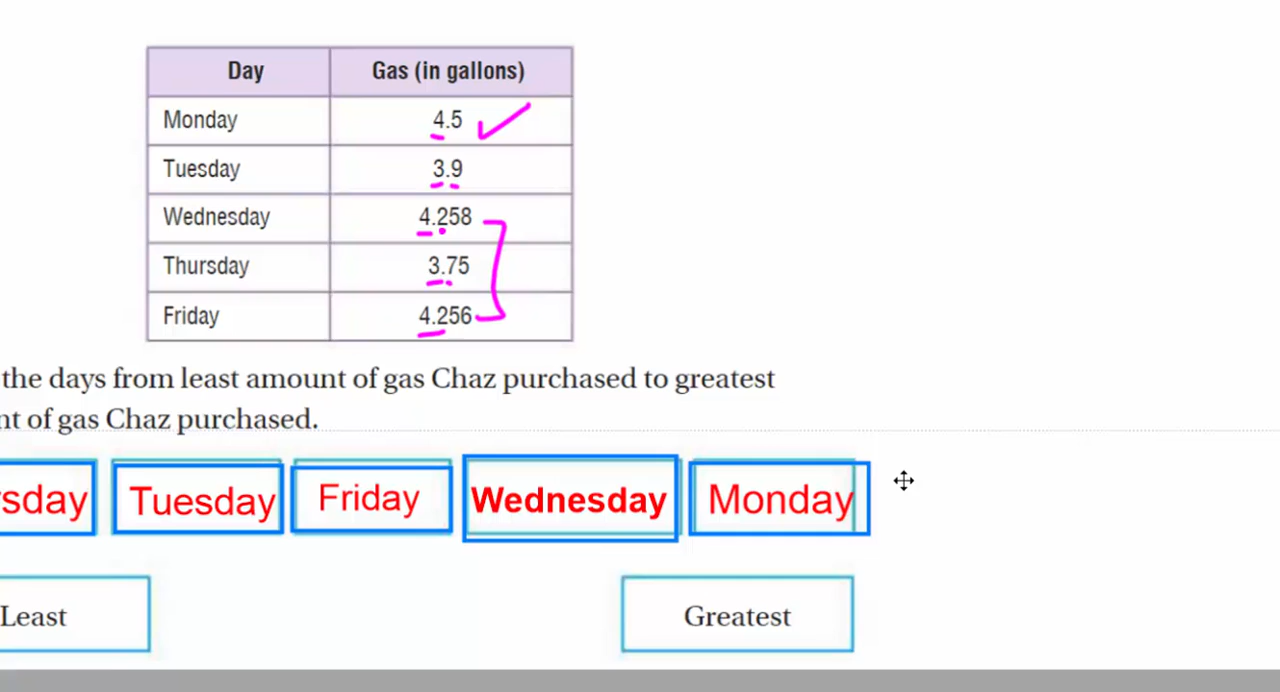 Day Gas (in gallons)
Monday 4.5
Tuesday 3.9
Wednesday 4.258
Thursday 3.75
Friday 4.256
the days from least amount of gas Chaz purchased to greatest
nt of gas Chaz purchased.
rsday Tuesday Friday Wednesday Monday
Least Greatest